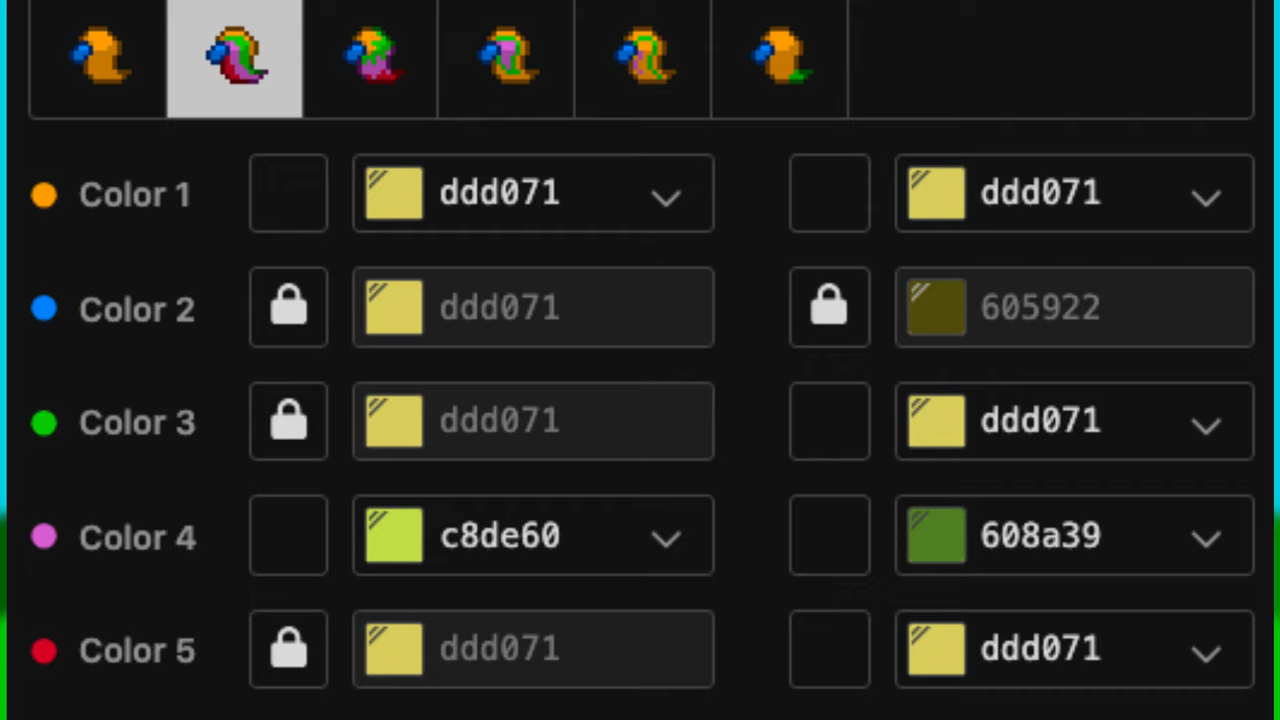 Color 1 ddd071 ddd071
Color 2 ddd071 605922
Color 3 ddd071 ddd071
Color 4 c8de60 608a39
Color 5 ddd071 ddd071